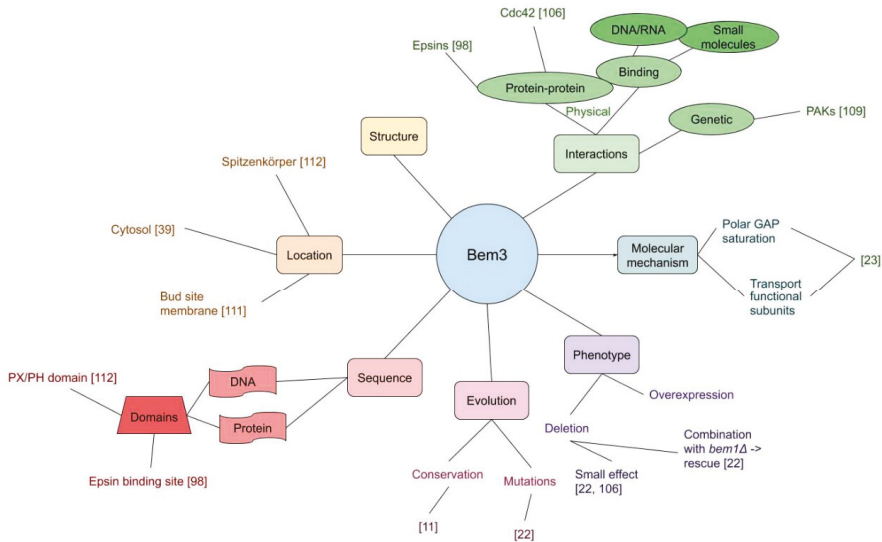 Cdc42 [106]
DNA/RNA
Small
molecules
Epsins [98]
Binding
Protein-protein
Physical
Genetic
PAKs [109]
Structure
Interactions
Spitzenkörper [112]
Cytosol [39]
Location
Bem3
Molecular
mechanism
Polar GAP
saturation
[23]
Transport
functional
subunits
Bud site
membrane [111]
Phenotype
PX/PH domain [112]
DNA
Sequence
Evolution
Overexpression
Domains
Protein
Deletion
Combination
with bem1Δ ->
rescue [22]
Epsin binding site [98]
Conservation
Mutations
Small effect
[22, 106]
[11]
[22]